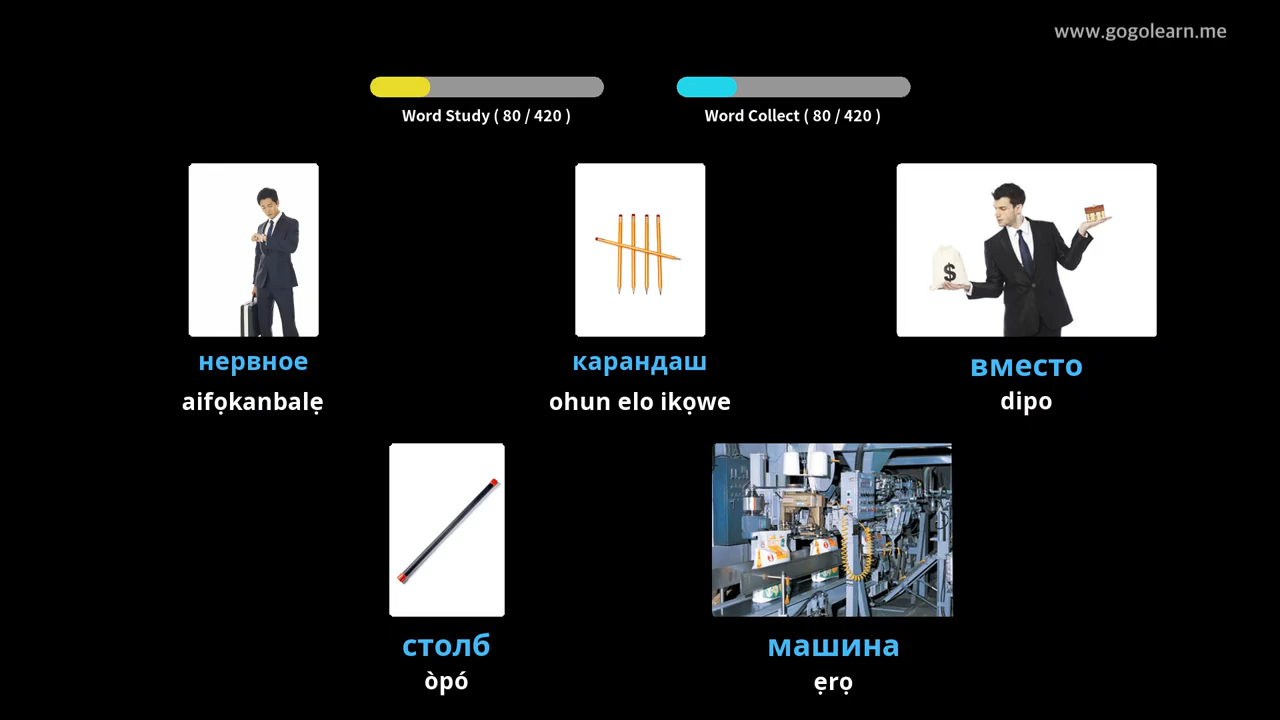 www.gogolearn.me
Word Study ( 80 / 420 )
Word Collect ( 80 / 420 )
нервное
карандаш
вместо
aifọkanbalẹ
ohun elo ikọwe
dipo
$
столб
машина
òpó
ẹrọ